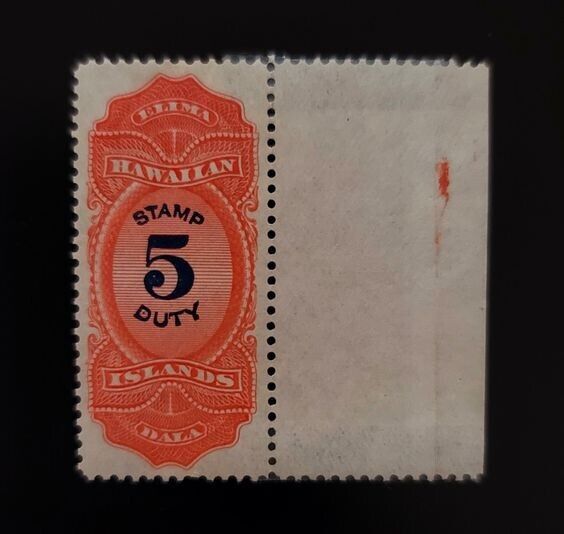 ELIMA
HAWAIIAN
STAMP
5
DUTY
ISLANDS
DALA